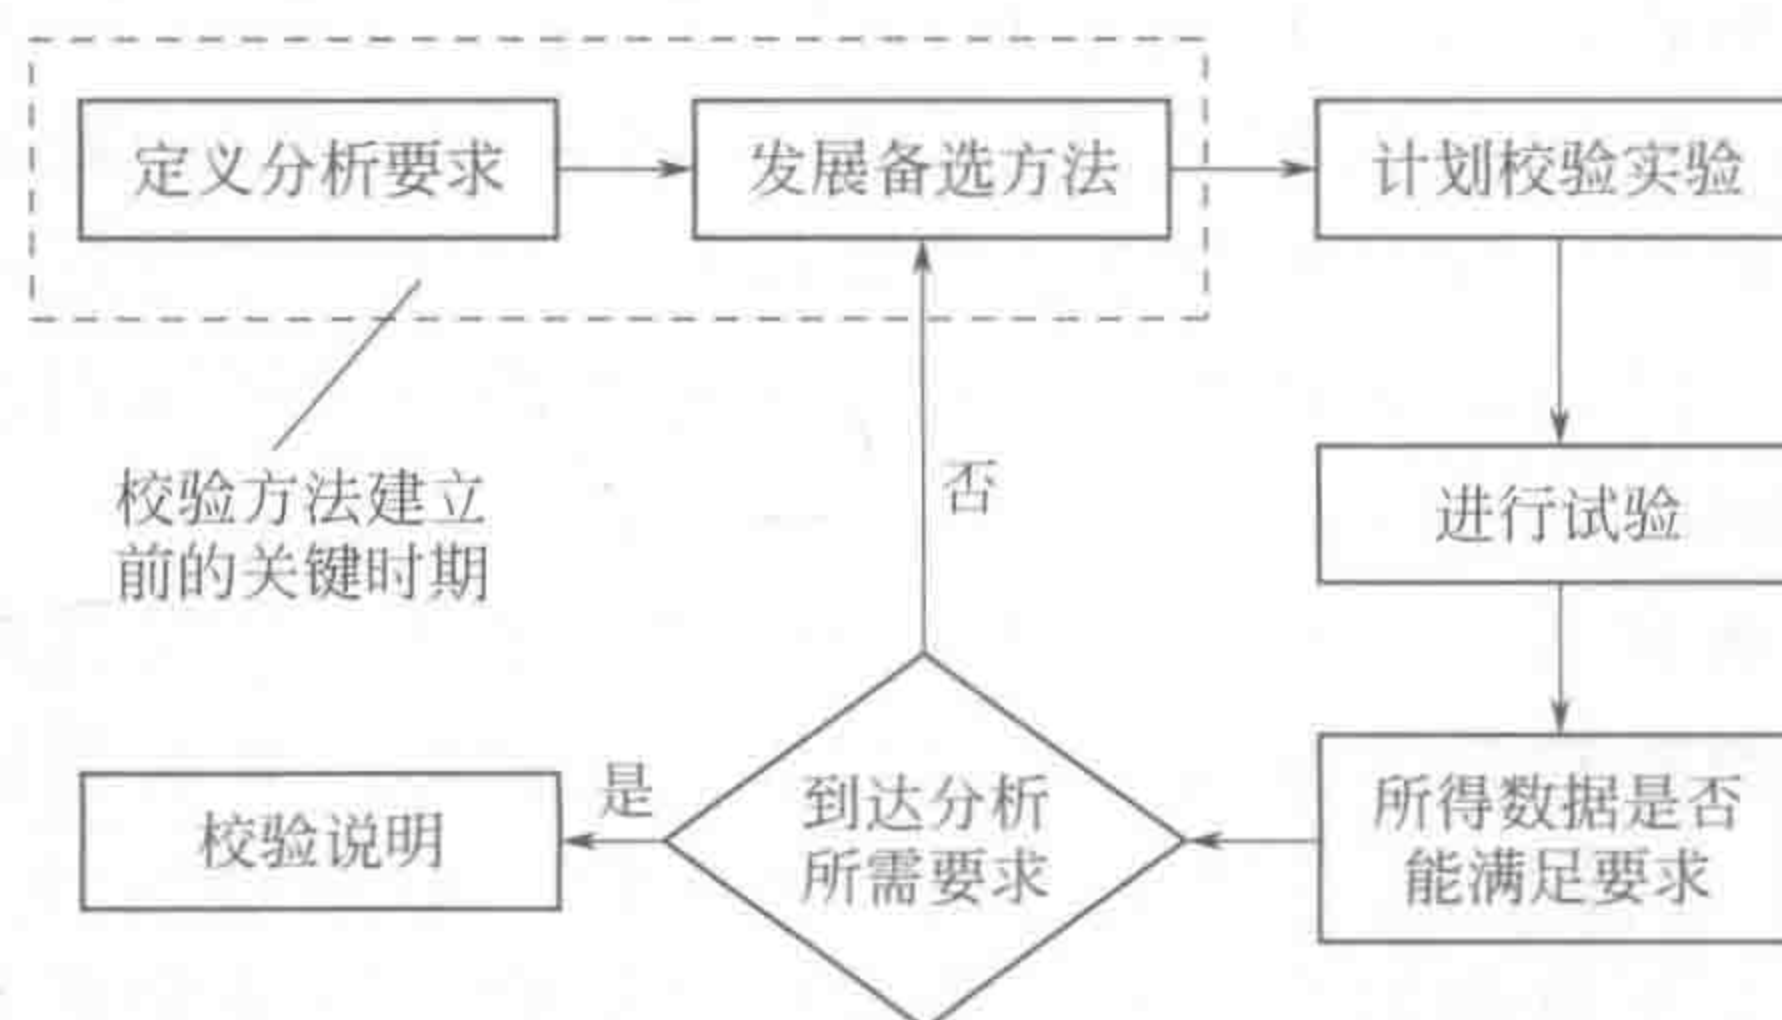 定义分析要求
发展备选方法
计划校验实验
校验方法建立
前的关键时期
否
进行试验
校验说明
是
到达分析
所需要求
所得数据是否
能满足要求